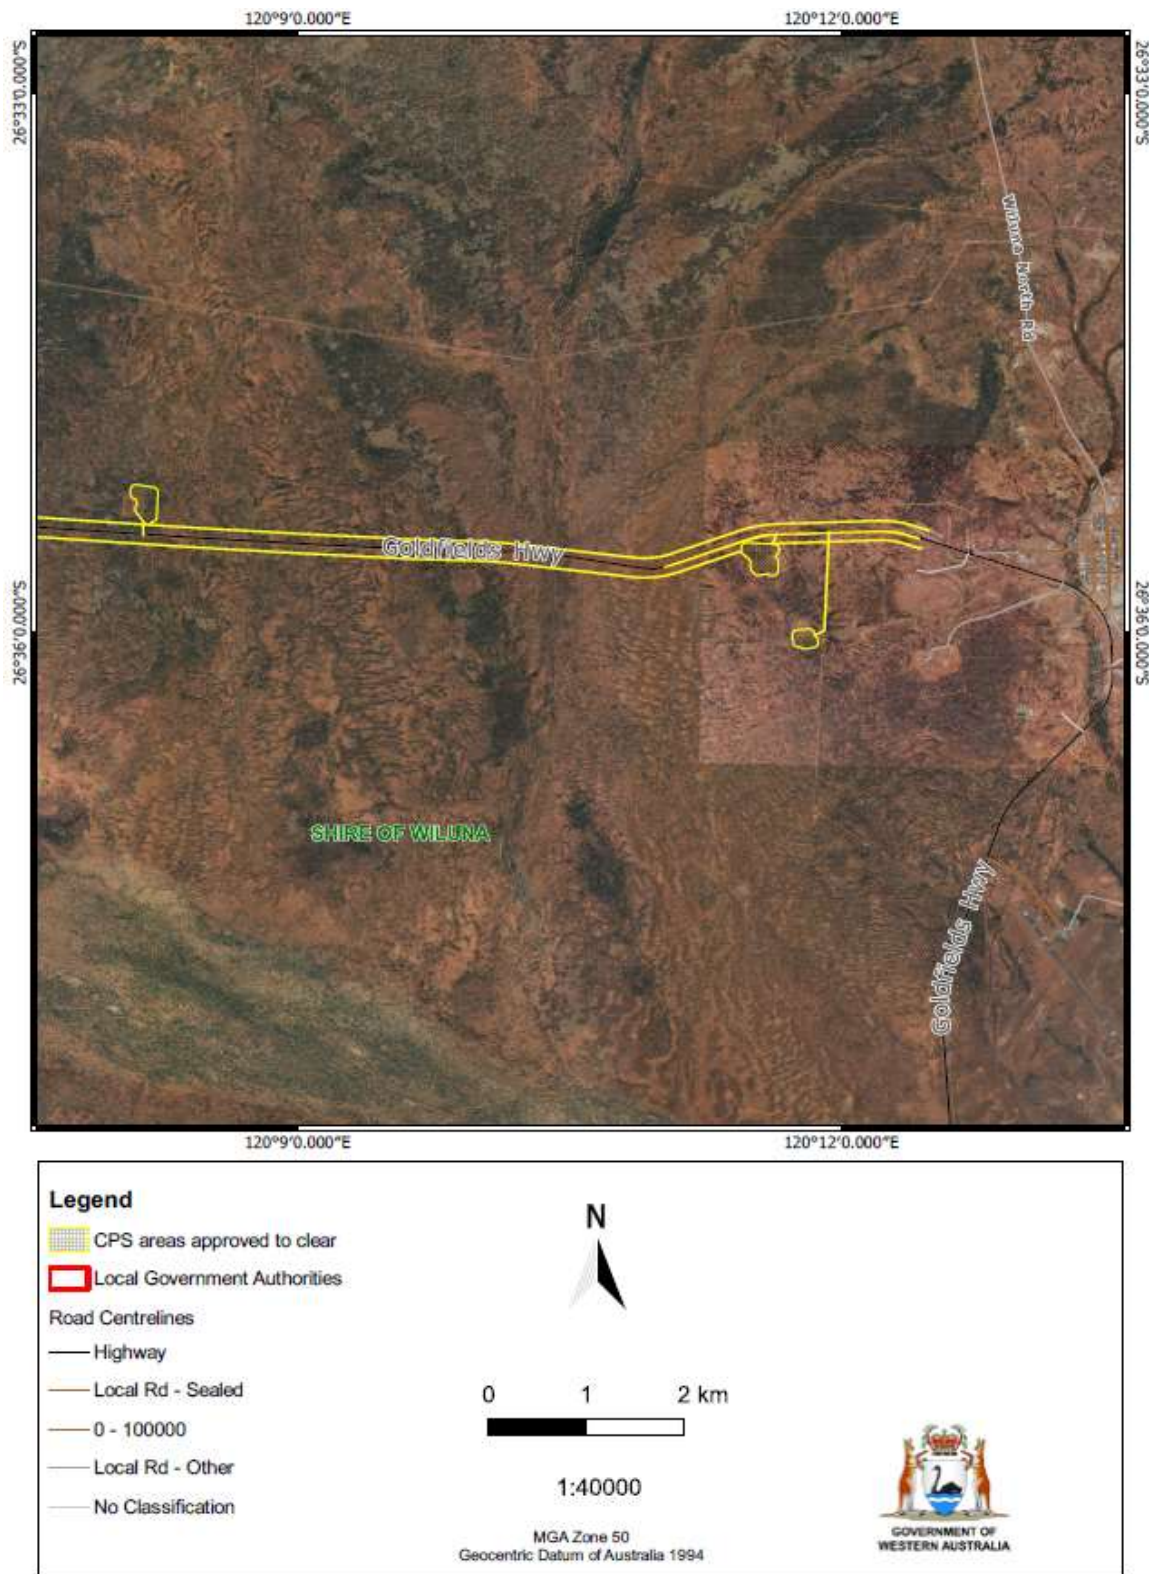 120°9'0.000"E
120°12'0.000"E
26°33'0.000"S
26°33'0.000"S
Wiluna North Rd
Goldfields Hwy
26°36'0.000"S
26°36'0.000"S
SHIRE OF WILUNA
Goldfields Hwy
120°9'0.000"E
120°12'0.000"E
Legend
CPS areas approved to clear
Local Government Authorities
Road Centrelines
Highway
Local Rd - Sealed
0 - 100000
Local Rd - Other
No Classification
N
0 1 2 km
1:40000
MGA Zone 50
Geocentric Datum of Australia 1994
GOVERNMENT OF
WESTERN AUSTRALIA